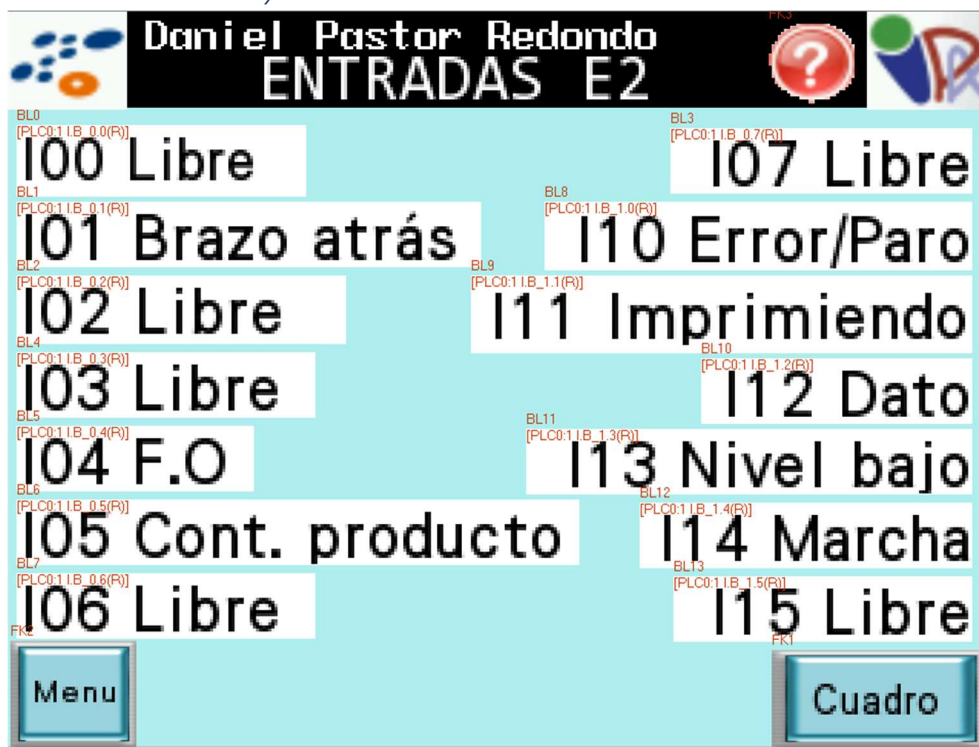 FK3
Daniel Pastor Redondo
ENTRADAS E2
?
BL0
[PLC0:1 I.B_0.0(R)]
I00 Libre
BL1
[PLC0:1 I.B_0.1(R)]
I01 Brazo atrás
BL2
[PLC0:1 I.B_0.2(R)]
I02 Libre
BL4
[PLC0:1 I.B_0.3(R)]
I03 Libre
BL5
[PLC0:1 I.B_0.4(R)]
I04 F.O
BL6
[PLC0:1 I.B_0.5(R)]
I05 Cont. producto
BL7
[PLC0:1 I.B_0.6(R)]
I06 Libre
BL3
[PLC0:1 I.B_0.7(R)]
I07 Libre
BL8
[PLC0:1 I.B_1.0(R)]
I10 Error/Paro
BL9
[PLC0:1 I.B_1.1(R)]
I11 Imprimiendo
BL10
[PLC0:1 I.B_1.2(R)]
I12 Dato
BL11
[PLC0:1 I.B_1.3(R)]
I13 Nivel bajo
BL12
[PLC0:1 I.B_1.4(R)]
I14 Marcha
BL13
[PLC0:1 I.B_1.5(R)]
I15 Libre
FK2
Menu
FK1
Cuadro